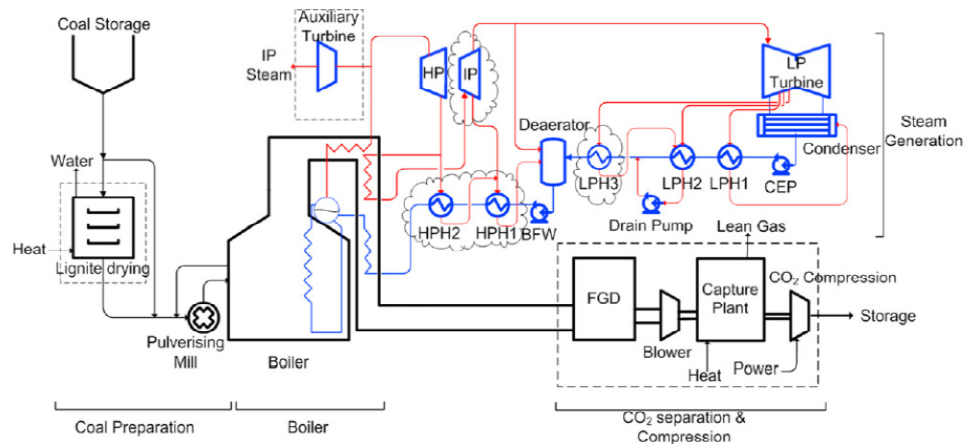 Coal Storage
Auxiliary
Turbine
IP
Steam
HP
IP
LP
Turbine
Steam
Generation
Deaerator
Condenser
Water
LPH3
LPH2
LPH1
CEP
HPH2
HPH1
BFW
Drain Pump
Lean Gas
Heat
Lignite drying
CO2 Compression
FGD
Capture
Plant
Storage
Pulverising
Mill
Boiler
Blower
Heat
Power
Coal Preparation
Boiler
CO2 separation &
Compression